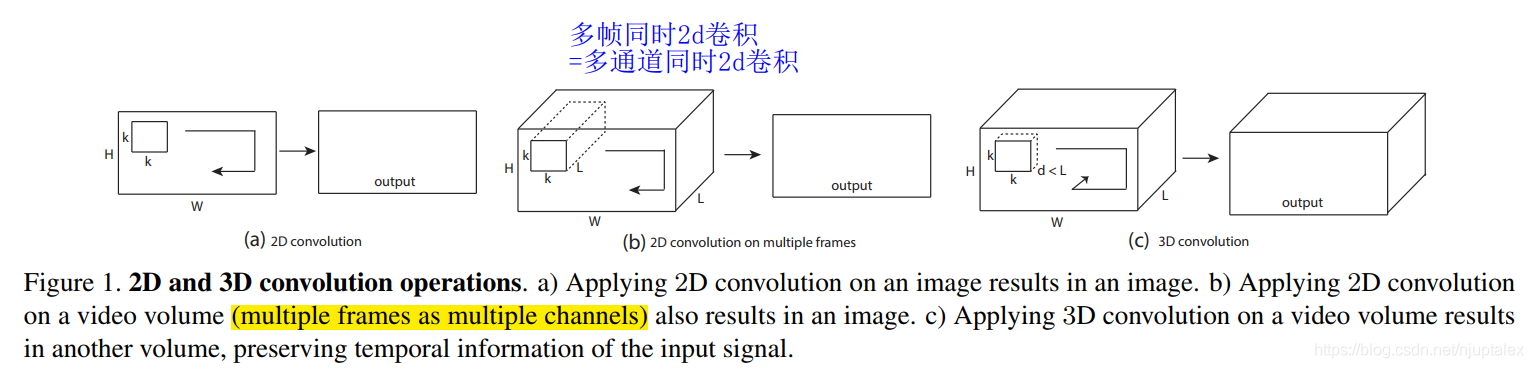 多帧同时2d卷积
=多通道同时2d卷积
k
k
H
W
output
(a) 2D convolution
k
k
L
H
W
L
output
(b) 2D convolution on multiple frames
k
k
d < L
H
W
L
output
(c) 3D convolution
Figure 1. 2D and 3D convolution operations. a) Applying 2D convolution on an image results in an image. b) Applying 2D convolution
on a video volume (multiple frames as multiple channels) also results in an image. c) Applying 3D convolution on a video volume results
in another volume, preserving temporal information of the input signal.
https://blog.csdn.net/njuptalex